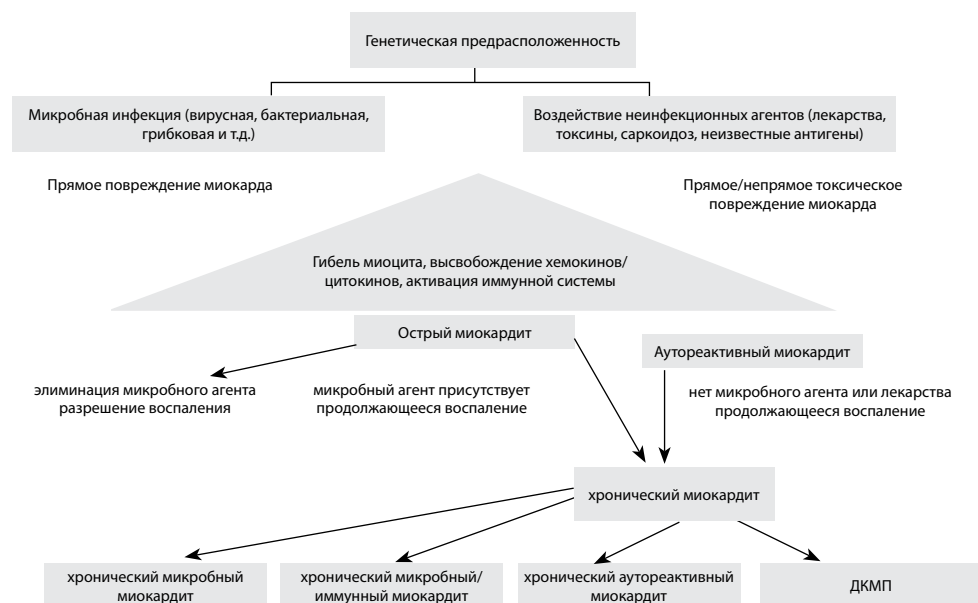 Генетическая предрасположенность
Микробная инфекция (вирусная, бактериальная,
грибковая и т.д.)
Воздействие неинфекционных агентов (лекарства,
токсины, саркоидоз, неизвестные антигены)
Прямое повреждение миокарда
Прямое/непрямое токсическое
повреждение миокарда
Гибель миоцита, высвобождение хемокинов/
цитокинов, активация иммунной системы
Острый миокардит
Аутореактивный миокардит
элиминация микробного агента
разрешение воспаления
микробный агент присутствует
продолжающееся воспаление
нет микробного агента или лекарства
продолжающееся воспаление
хронический миокардит
хронический микробный
миокардит
хронический микробный/
иммунный миокардит
хронический аутореактивный
миокардит
ДКМП